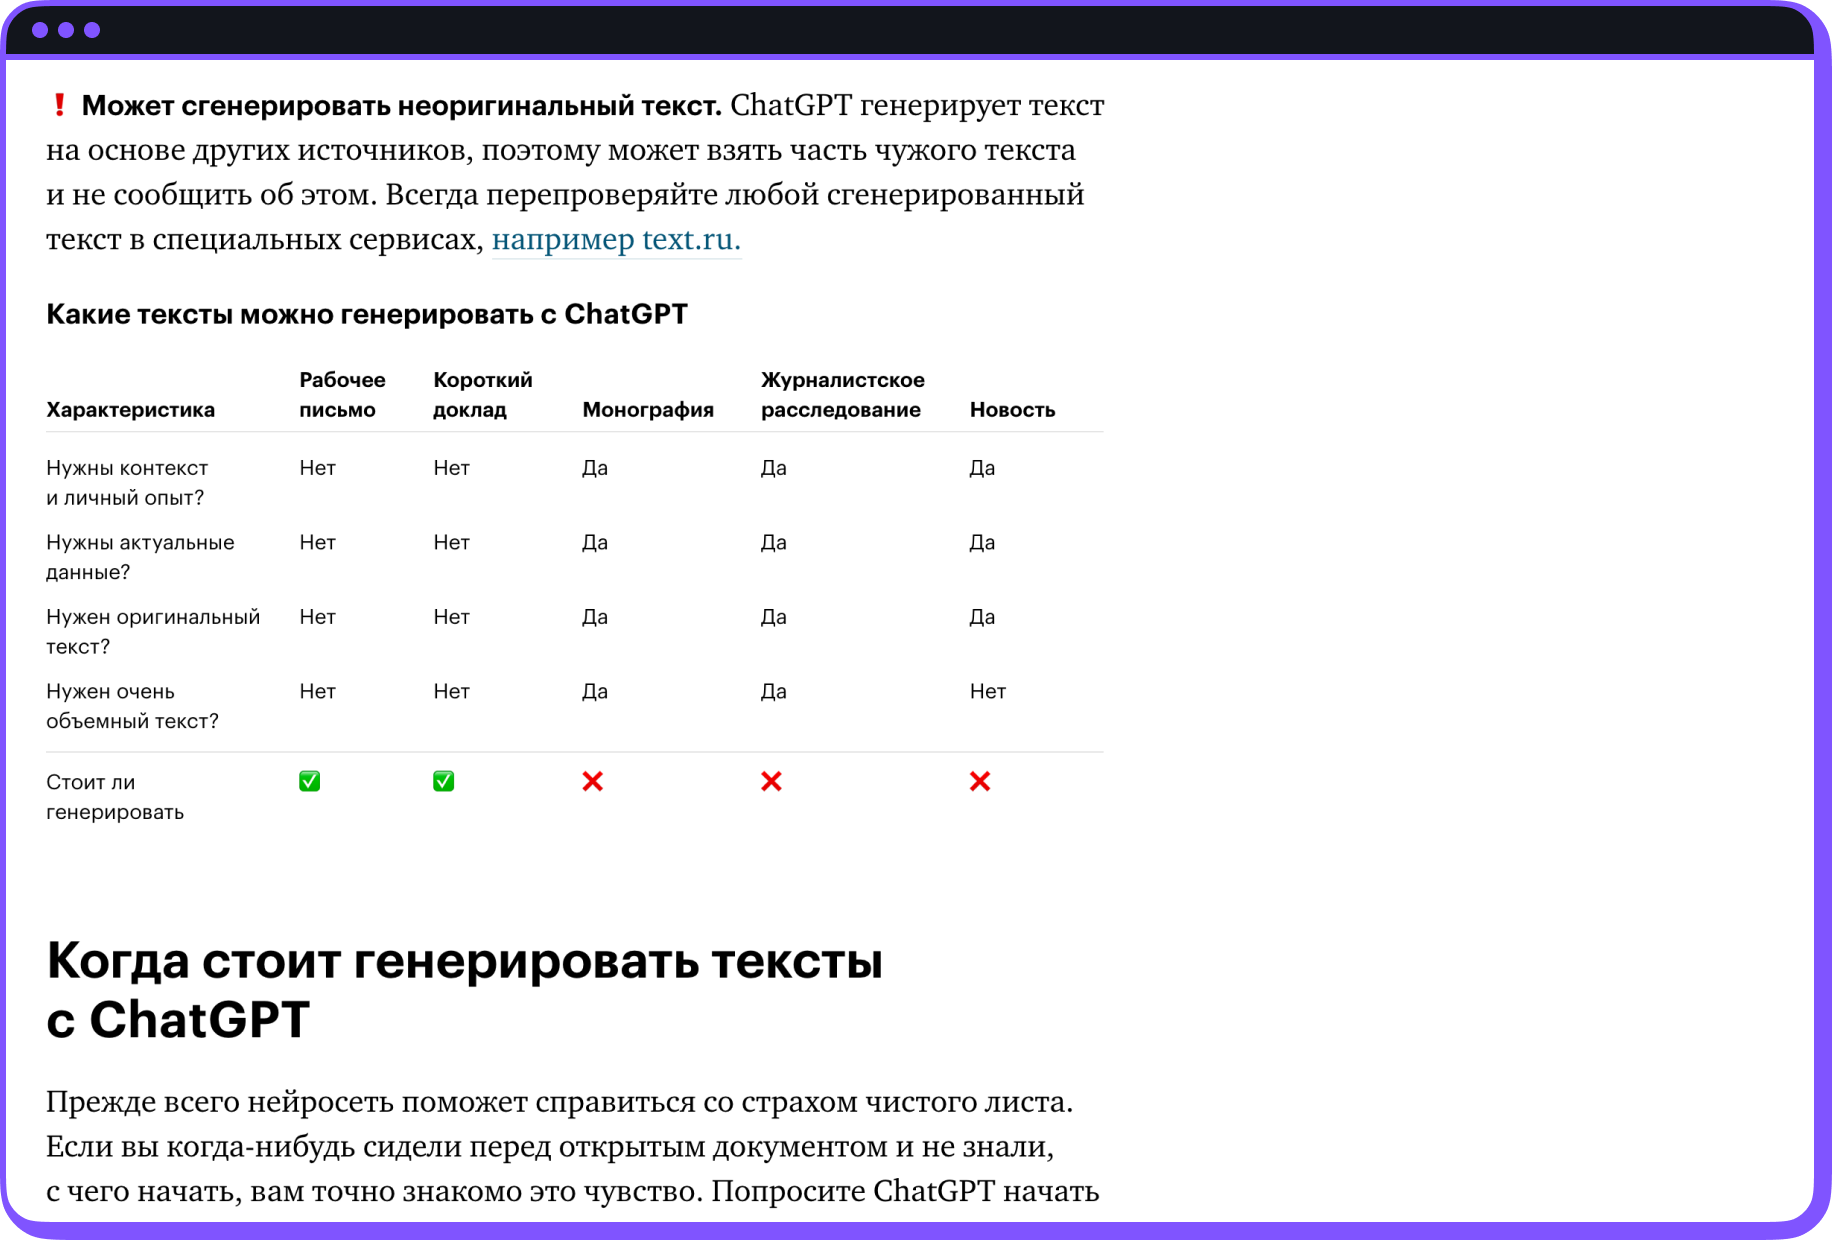 ❗ Может сгенерировать неоригинальный текст. ChatGPT генерирует текст
на основе других источников, поэтому может взять часть чужого текста
и не сообщить об этом. Всегда перепроверяйте любой сгенерированный
текст в специальных сервисах, например text.ru.
Какие тексты можно генерировать с ChatGPT
Характеристика Рабочее письмо Короткий доклад Монография Журналистское расследование Новость
Нужны контекст и личный опыт? Нет Нет Да Да Да
Нужны актуальные данные? Нет Нет Да Да Да
Нужен оригинальный текст? Нет Нет Да Да Да
Нужен очень объемный текст? Нет Нет Да Да Нет
Стоит ли генерировать ✅ ✅ ❌ ❌ ❌
Когда стоит генерировать тексты
с ChatGPT
Прежде всего нейросеть поможет справиться со страхом чистого листа.
Если вы когда-нибудь сидели перед открытым документом и не знали,
с чего начать, вам точно знакомо это чувство. Попросите ChatGPT начать